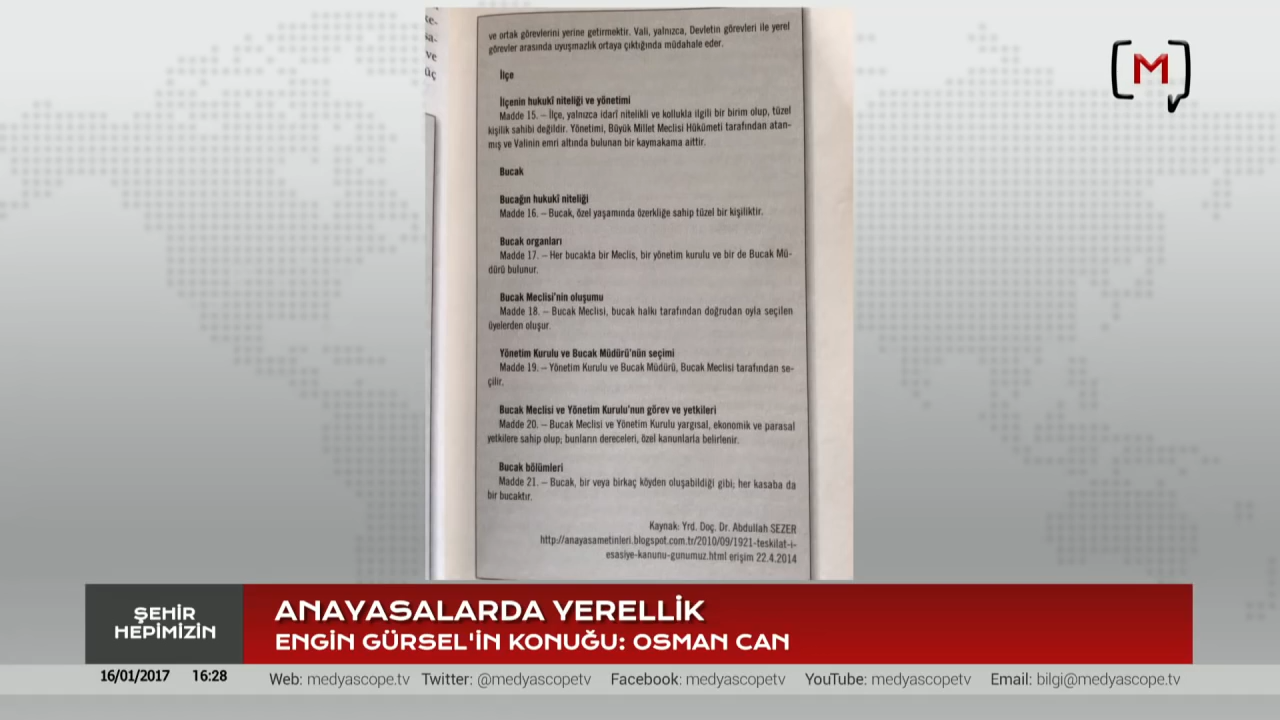 ve ortak görevlerini yerine getirmektir. Vali, yalnızca, Devletin görevleri ile yerel
görevler arasında uyuşmazlık ortaya çıktığında müdahale eder.
İlçe
İlçenin hukukî niteliği ve yönetimi
Madde 15. – İlçe, yalnızca idarî nitelikli ve kollukla ilgili bir birim olup, tüzel
kişilik sahibi değildir. Yönetimi, Büyük Millet Meclisi Hükümeti tarafından atan-
mış ve Valinin emri altında bulunan bir kaymakama aittir.
Bucak
Bucağın hukukî niteliği
Madde 16. – Bucak, özel yaşamında özerkliğe sahip tüzel bir kişiliktir.
Bucak organları
Madde 17. – Her bucakta bir Meclis, bir yönetim kurulu ve bir de Bucak Mü-
dürü bulunur.
Bucak Meclisi'nin oluşumu
Madde 18. – Bucak Meclisi, bucak halkı tarafından doğrudan oyla seçilen
üyelerden oluşur.
Yönetim Kurulu ve Bucak Müdürü'nün seçimi
Madde 19. – Yönetim Kurulu ve Bucak Müdürü, Bucak Meclisi tarafından se-
çilir.
Bucak Meclisi ve Yönetim Kurulu'nun görev ve yetkileri
Madde 20. – Bucak Meclisi ve Yönetim Kurulu yargısal, ekonomik ve parasal
yetkilere sahip olup; bunların dereceleri, özel kanunlarla belirlenir.
Bucak bölümleri
Madde 21. – Bucak, bir veya birkaç köyden oluşabildiği gibi; her kasaba da
bir bucaktır.
Kaynak: Yrd. Doç. Dr. Abdullah SEZER
http://anayasametinleri.blogspot.com.tr/2010/09/1921-teskilat-i-
esasiye-kanunu-gunumuz.html erişim 22.4.2014
ve
üç
[M]
ŞEHİR
HEPİMİZİN
ANAYASALARDA YERELLİK
ENGİN GÜRSEL'İN KONUĞU: OSMAN CAN
16/01/2017 16:28 Web: medyascope.tv Twitter: @medyascopetv Facebook: medyascopetv YouTube: medyascopetv Email: bilgi@medyascope.tv